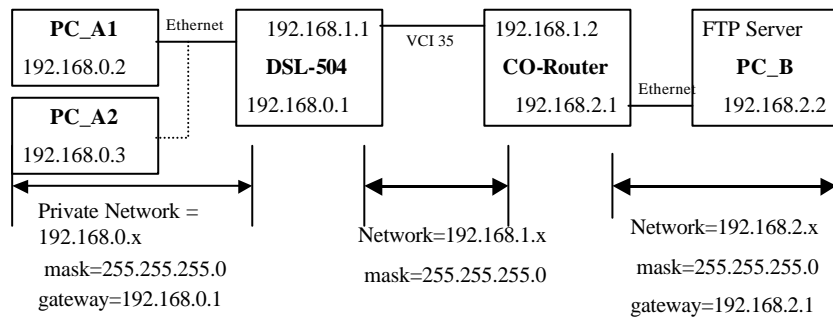 PC_A1
192.168.0.2
Ethernet
192.168.1.1
DSL-504
192.168.0.1
VCI 35
192.168.1.2
CO-Router
192.168.2.1
Ethernet
FTP Server
PC_B
192.168.2.2
PC_A2
192.168.0.3
Private Network =
192.168.0.x
mask=255.255.255.0
gateway=192.168.0.1
Network=192.168.1.x
mask=255.255.255.0
Network=192.168.2.x
mask=255.255.255.0
gateway=192.168.2.1